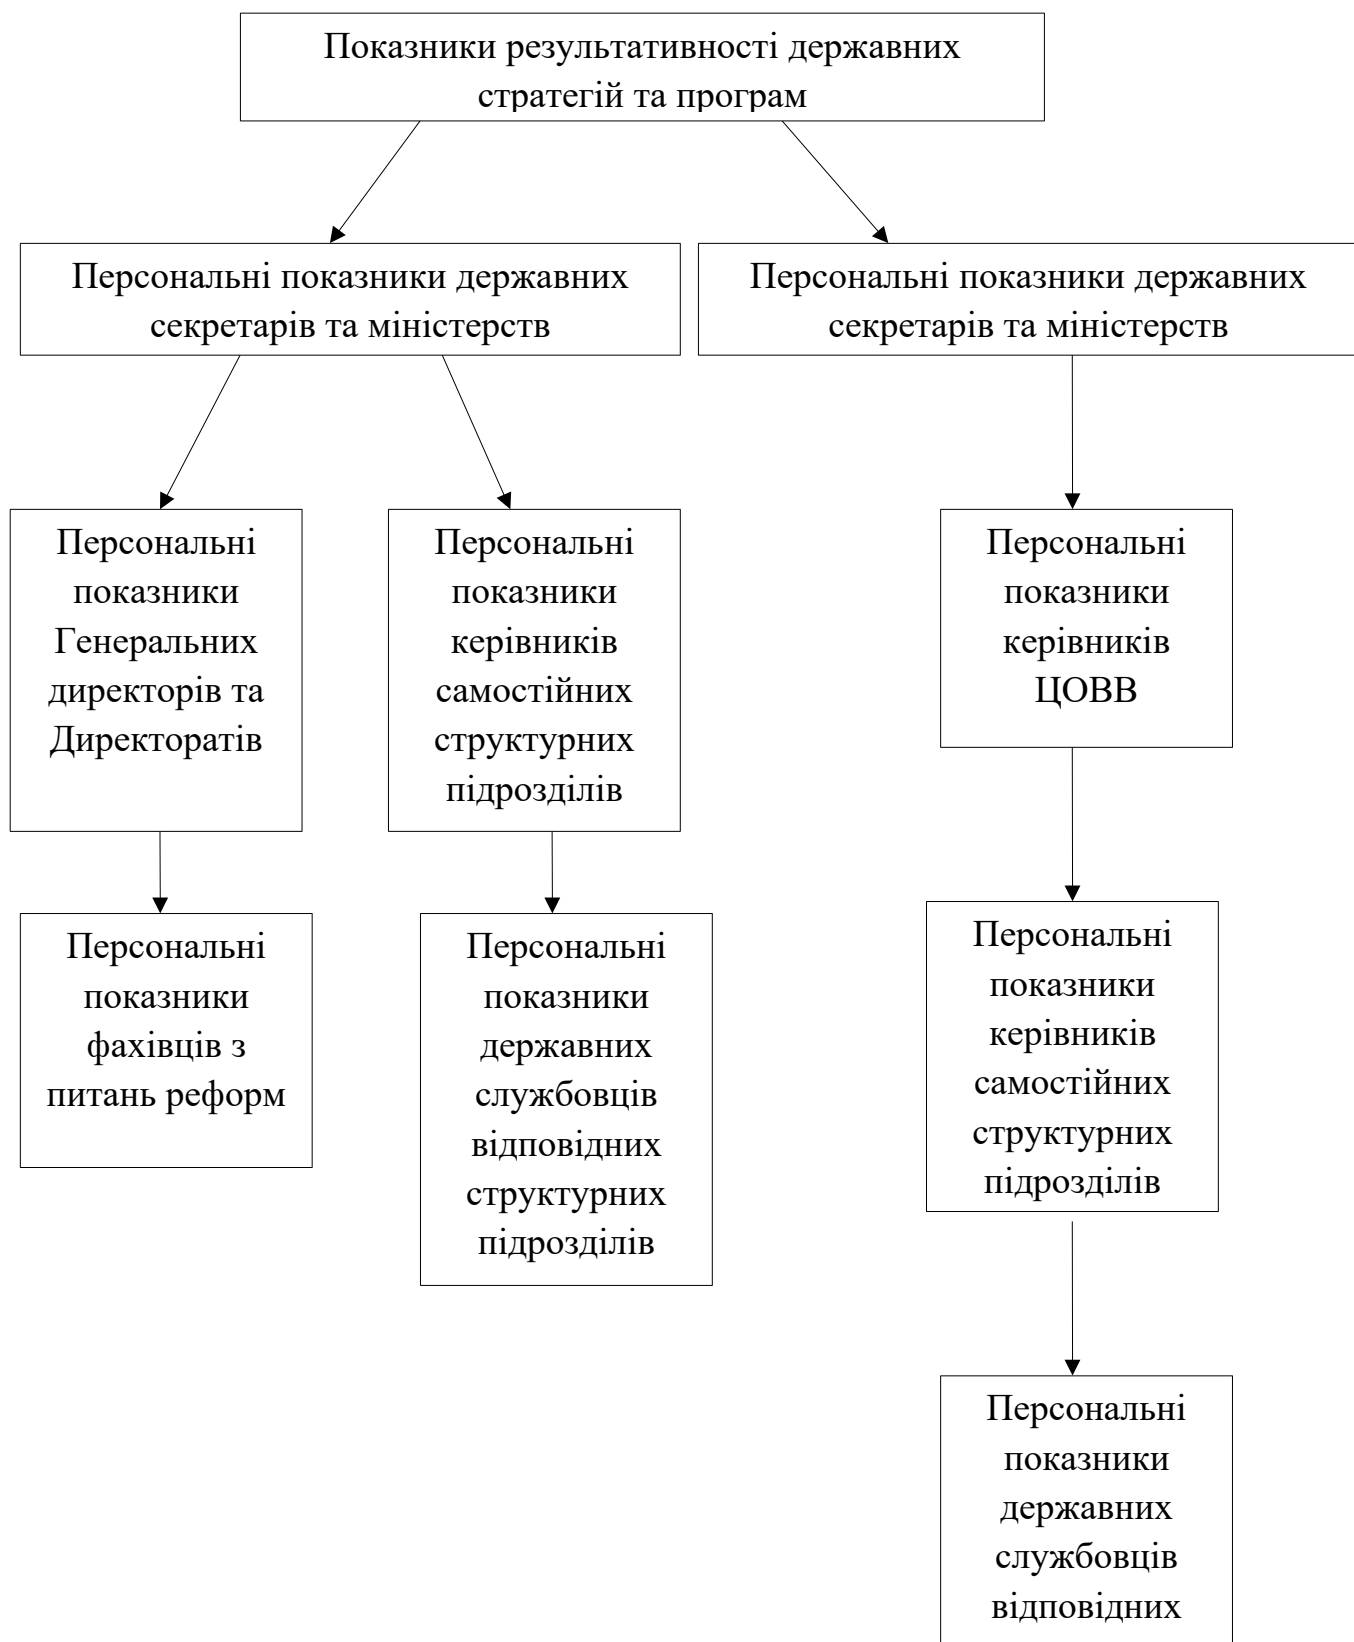 Показники результативності державних
стратегій та програм
Персональні показники державних
секретарів та міністерств
Персональні показники державних
секретарів та міністерств
Персональні
показники
Генеральних
директорів та
Директоратів
Персональні
показники
керівників
самостійних
структурних
підрозділів
Персональні
показники
керівників
ЦОВВ
Персональні
показники
фахівців з
питань реформ
Персональні
показники
державних
службовців
відповідних
структурних
підрозділів
Персональні
показники
керівників
самостійних
структурних
підрозділів
Персональні
показники
державних
службовців
відповідних